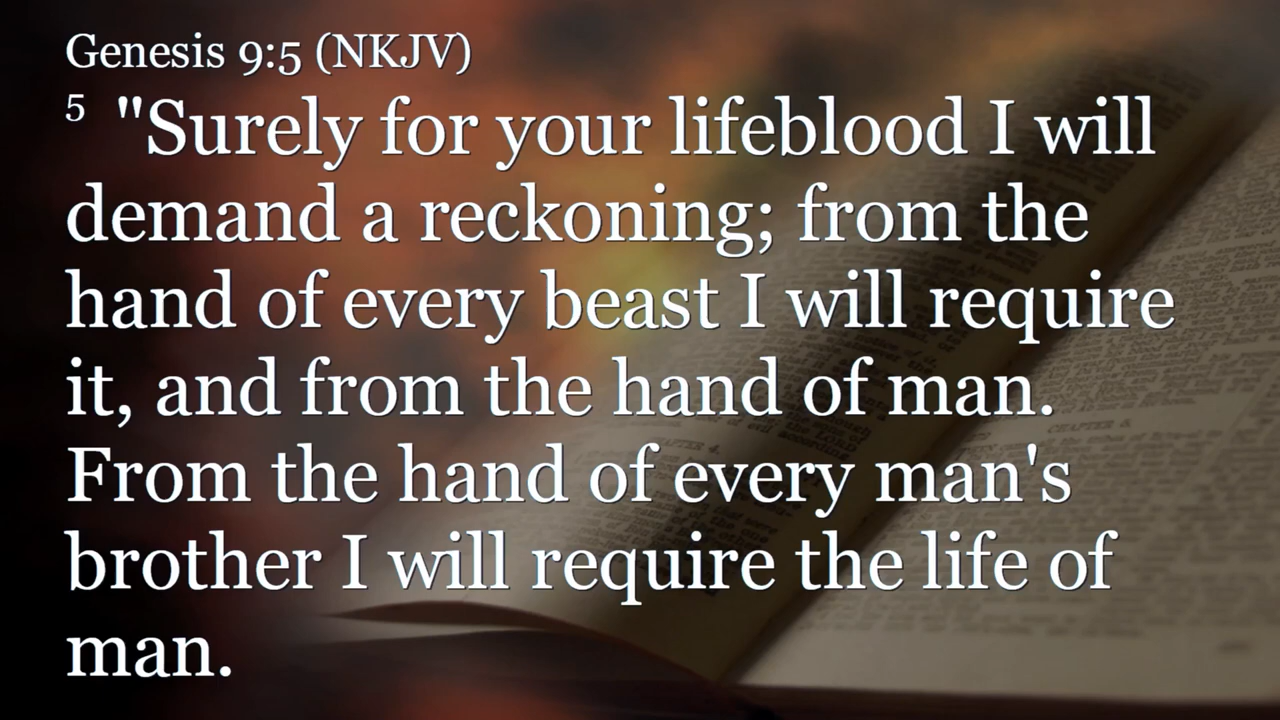 Genesis 9:5 (NKJV)
5 "Surely for your lifeblood I will
demand a reckoning; from the
hand of every beast I will require
it, and from the hand of man.
From the hand of every man's
brother I will require the life of
man.